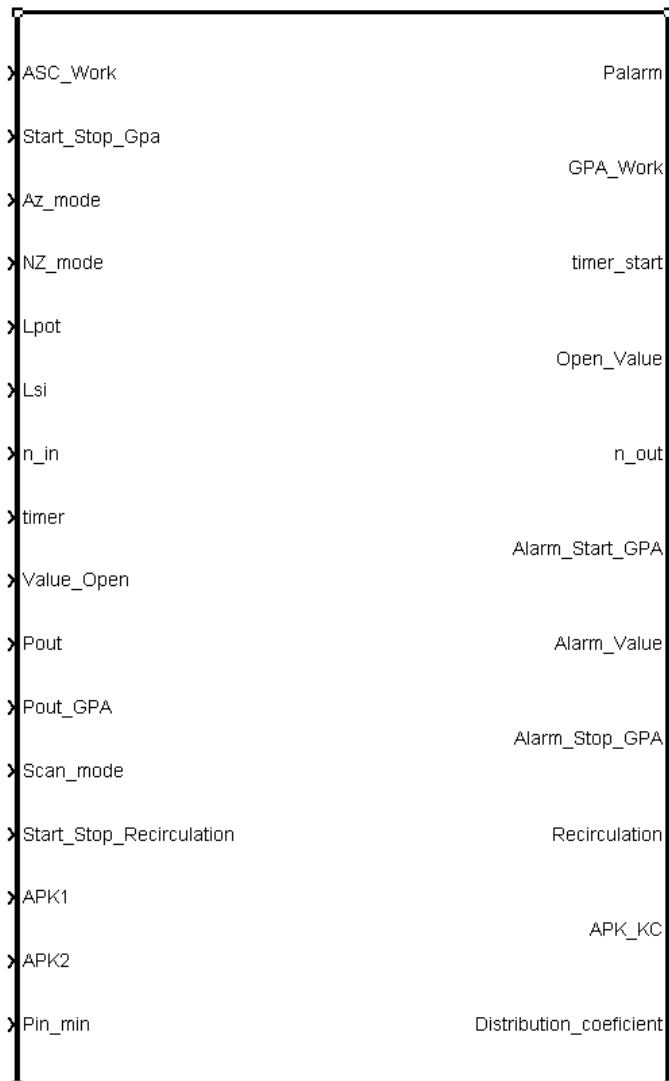 ASC_Work
Palarm
Start_Stop_Gpa
GPA_Work
Az_mode
NZ_mode
timer_start
Lpot
Open_Value
Lsi
n_in
n_out
timer
Alarm_Start_GPA
Value_Open
Pout
Alarm_Value
Pout_GPA
Alarm_Stop_GPA
Scan_mode
Start_Stop_Recirculation
Recirculation
APK1
APK_KC
APK2
Pin_min
Distribution_coeficient